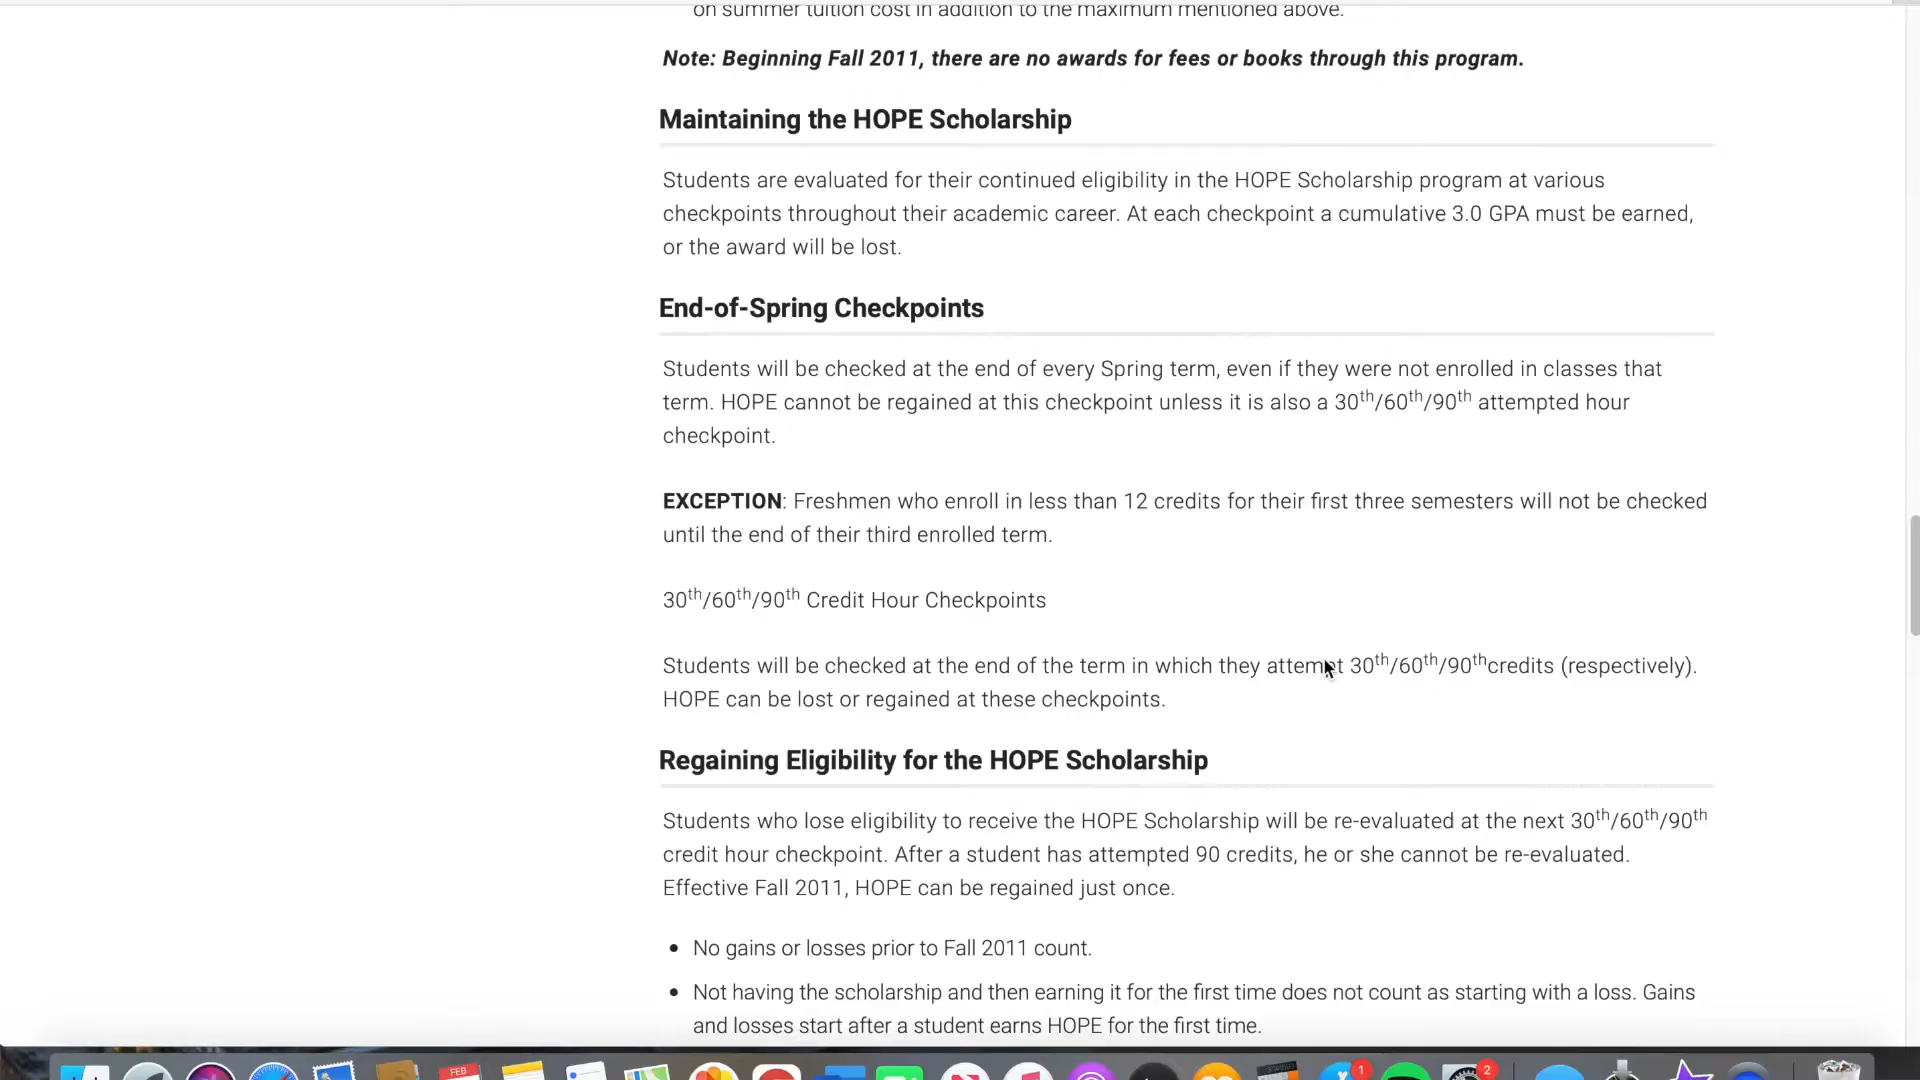 on summer tuition cost in addition to the maximum mentioned above.
Note: Beginning Fall 2011, there are no awards for fees or books through this program.
Maintaining the HOPE Scholarship
Students are evaluated for their continued eligibility in the HOPE Scholarship program at various
checkpoints throughout their academic career. At each checkpoint a cumulative 3.0 GPA must be earned,
or the award will be lost.
End-of-Spring Checkpoints
Students will be checked at the end of every Spring term, even if they were not enrolled in classes that
term. HOPE cannot be regained at this checkpoint unless it is also a 30th/60th/90th attempted hour
checkpoint.
EXCEPTION: Freshmen who enroll in less than 12 credits for their first three semesters will not be checked
until the end of their third enrolled term.
30th/60th/90th Credit Hour Checkpoints
Students will be checked at the end of the term in which they attempt 30th/60th/90thcredits (respectively).
HOPE can be lost or regained at these checkpoints.
Regaining Eligibility for the HOPE Scholarship
Students who lose eligibility to receive the HOPE Scholarship will be re-evaluated at the next 30th/60th/90th
credit hour checkpoint. After a student has attempted 90 credits, he or she cannot be re-evaluated.
Effective Fall 2011, HOPE can be regained just once.
• No gains or losses prior to Fall 2011 count.
• Not having the scholarship and then earning it for the first time does not count as starting with a loss. Gains
and losses start after a student earns HOPE for the first time.
FEB 1 2